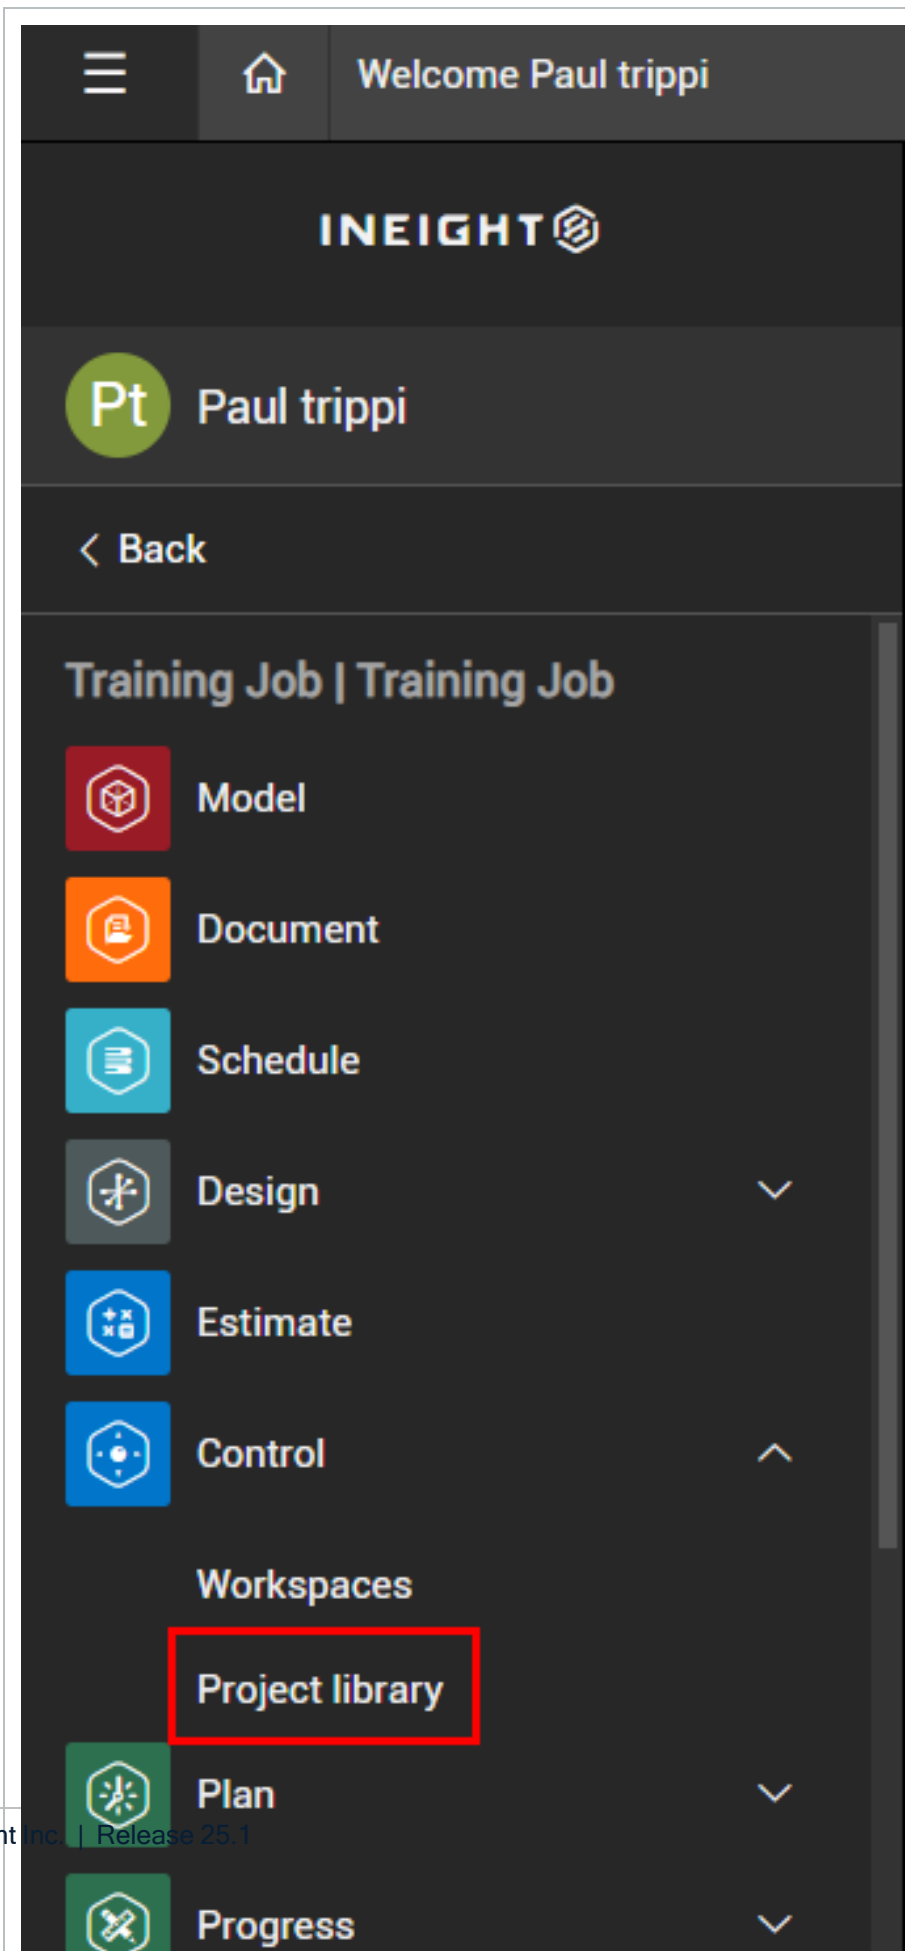 Welcome Paul trippi
INEIGHT
Pt Paul trippi
Back
Training Job | Training Job
Model
Document
Schedule
Design
Estimate
Control
Workspaces
Project library
Plan
Inc. | Release 25.1
Progress